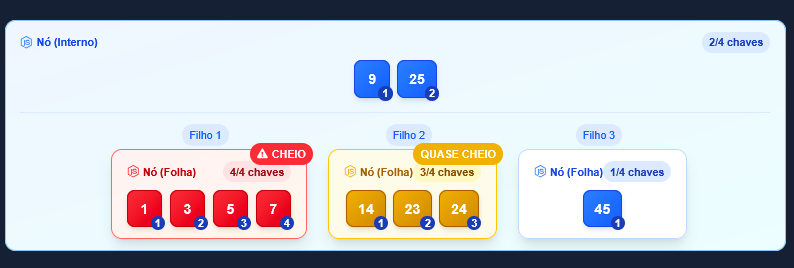 Nó (Interno) 2/4 chaves
9 1 25 2
Filho 1 Filho 2 Filho 3
CHEIO QUASE CHEIO
Nó (Folha) 4/4 chaves Nó (Folha) 3/4 chaves Nó (Folha) 1/4 chaves
1 1 3 2 5 3 7 4 14 1 23 2 24 3 45 1